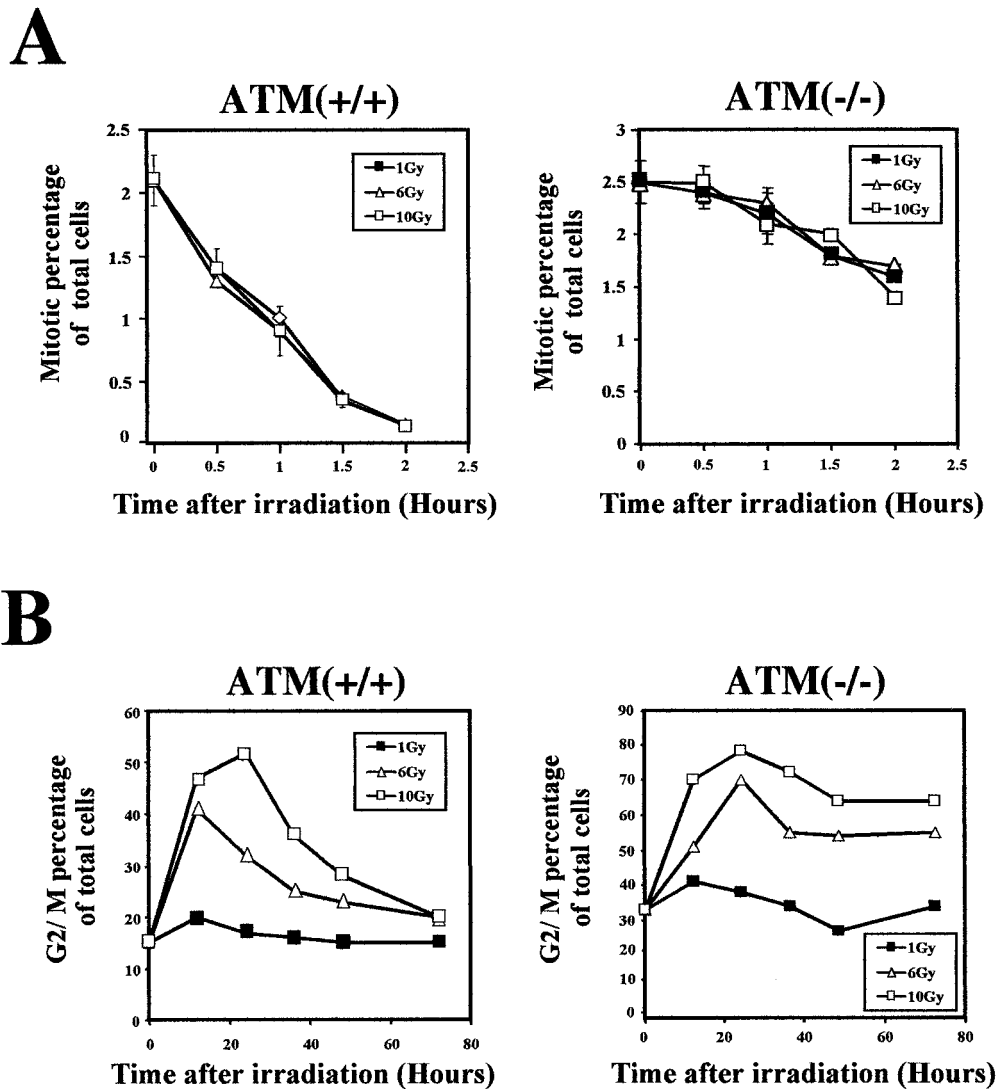 A
ATM(+/+)
Mitotic percentage
of total cells
2.5
2
1.5
1
0.5
0
1Gy
6Gy
10Gy
0 0.5 1 1.5 2 2.5
Time after irradiation (Hours)
ATM(-/-)
Mitotic percentage
of total cells
3
2.5
2
1.5
1
0.5
0
1Gy
6Gy
10Gy
0 0.5 1 1.5 2 2.5
Time after irradiation (Hours)
B
ATM(+/+)
G2/ M percentage
of total cells
60
50
40
30
20
10
0
1Gy
6Gy
10Gy
0 20 40 60 80
Time after irradiation (Hours)
ATM(-/-)
G2/ M percentage
of total cells
90
80
70
60
50
40
30
20
10
0
1Gy
6Gy
10Gy
0 20 40 60 80
Time after irradiation (Hours)